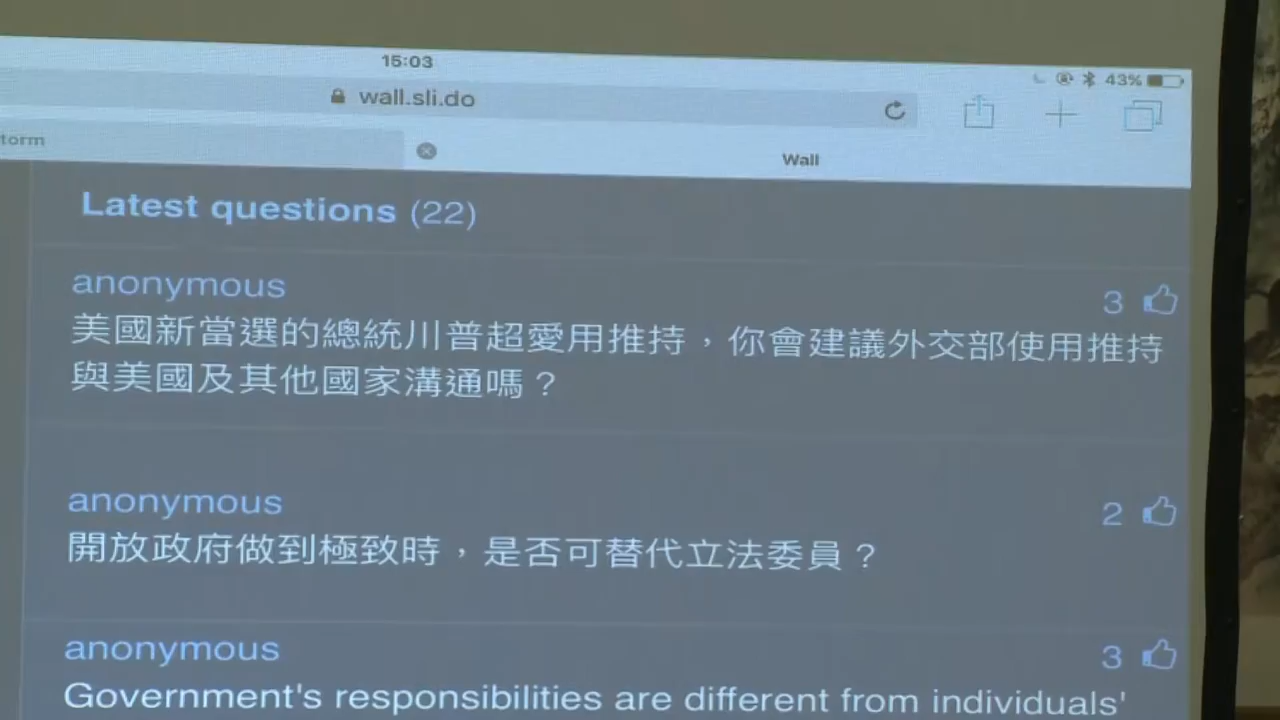 15:03
43%
wall.sli.do
torm
Wall
Latest questions (22)
anonymous
3
美國新當選的總統川普超愛用推持，你會建議外交部使用推持
與美國及其他國家溝通嗎？
anonymous
2
開放政府做到極致時，是否可替代立法委員？
anonymous
3
Government's responsibilities are different from individuals'